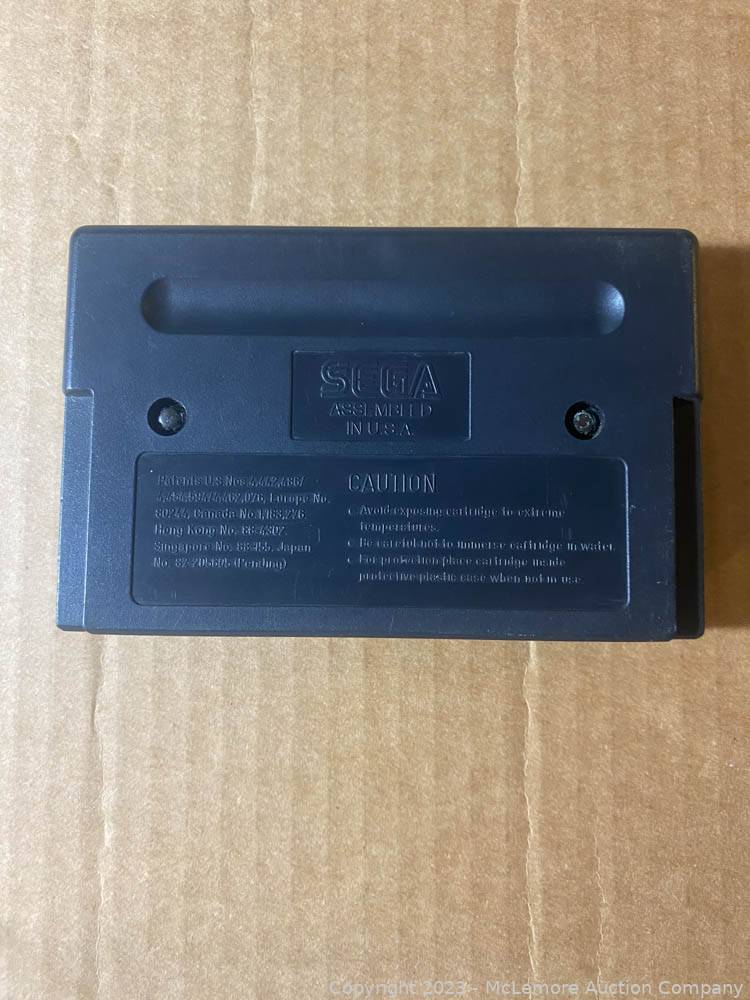 SEGA
ASSEMBLED
IN U.S.A.
Patents: U.S. Nos. 4,442,486/
4,454,594/4,462,076, Europe No.
80244, Canada No. 1,183,276,
Hong Kong No. 88-4302,
Singapore No. 88-155, Japan
No. 82-205605 (Pending)
CAUTION
• Avoid exposing cartridge to extreme
temperatures.
• Be careful not to immerse cartridge in water.
• For protection place cartridge inside
protective plastic case when not in use.
Copyright 2023 - McLemore Auction Company